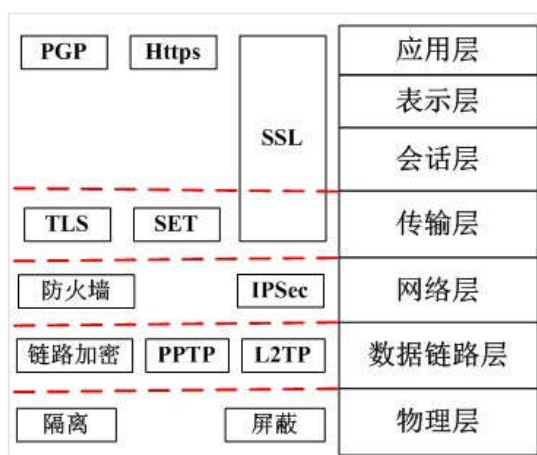 PGP Https 应用层
表示层
SSL
会话层
TLS SET 传输层
防火墙 IPSec 网络层
链路加密 PPTP L2TP 数据链路层
隔离 屏蔽 物理层